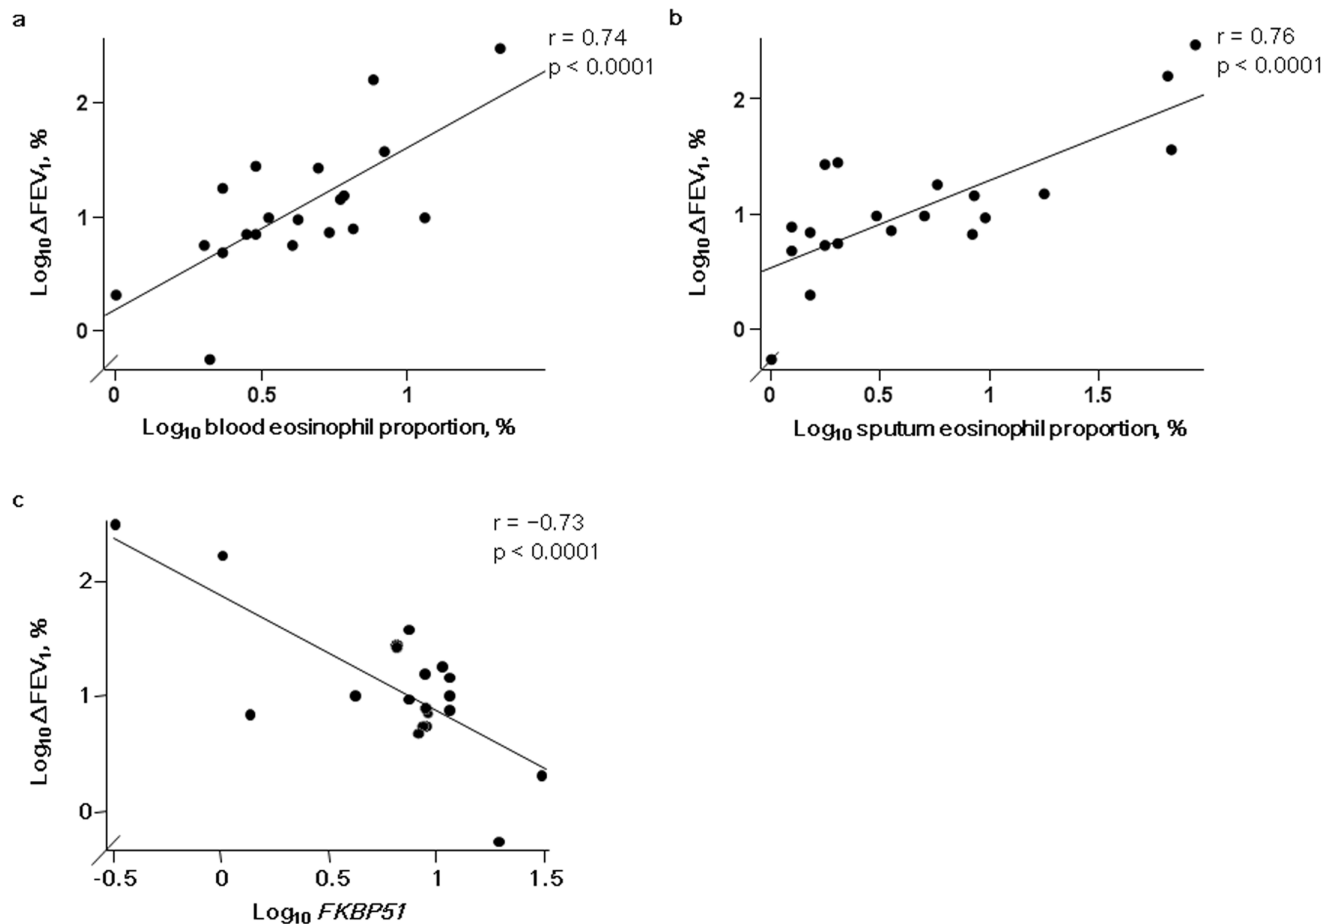 a
r = 0.74
p < 0.0001
2
1
0
Log₁₀ ΔFEV₁, %
0 0.5 1
Log₁₀ blood eosinophil proportion, %
b
r = 0.76
p < 0.0001
2
1
0
Log₁₀ ΔFEV₁, %
0 0.5 1 1.5
Log₁₀ sputum eosinophil proportion, %
c
r = −0.73
p < 0.0001
2
1
0
Log₁₀ ΔFEV₁, %
-0.5 0 0.5 1 1.5
Log₁₀ FKBP51